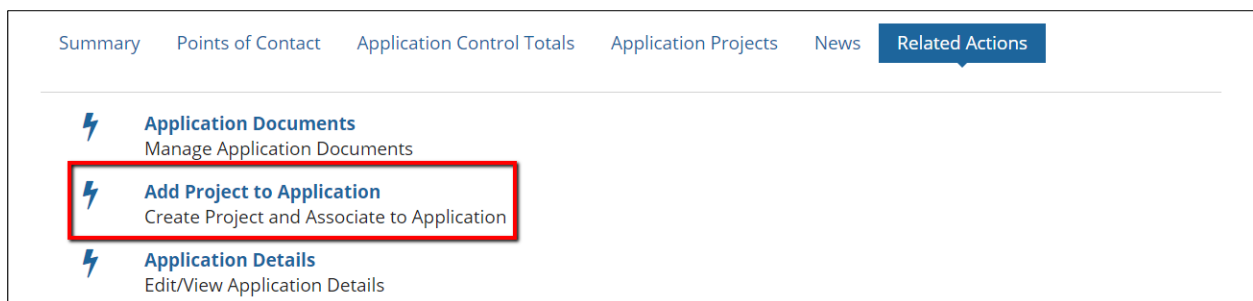 Summary Points of Contact Application Control Totals Application Projects News Related Actions
Application Documents
Manage Application Documents
Add Project to Application
Create Project and Associate to Application
Application Details
Edit/View Application Details